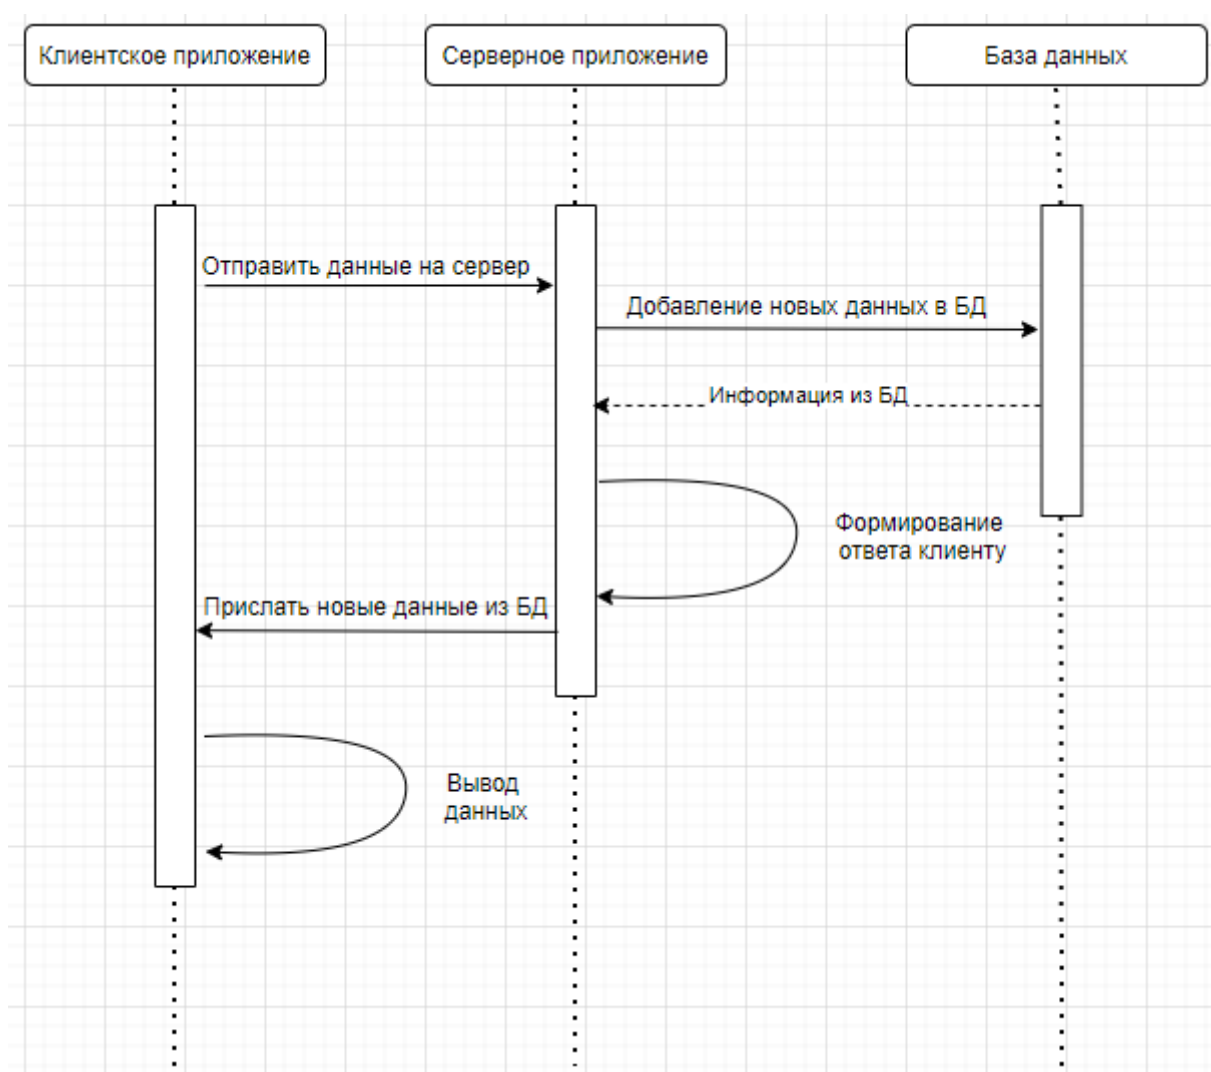 Клиентское приложение
Серверное приложение
База данных
Отправить данные на сервер
Добавление новых данных в БД
Информация из БД
Формирование
ответа клиенту
Прислать новые данные из БД
Вывод
данных